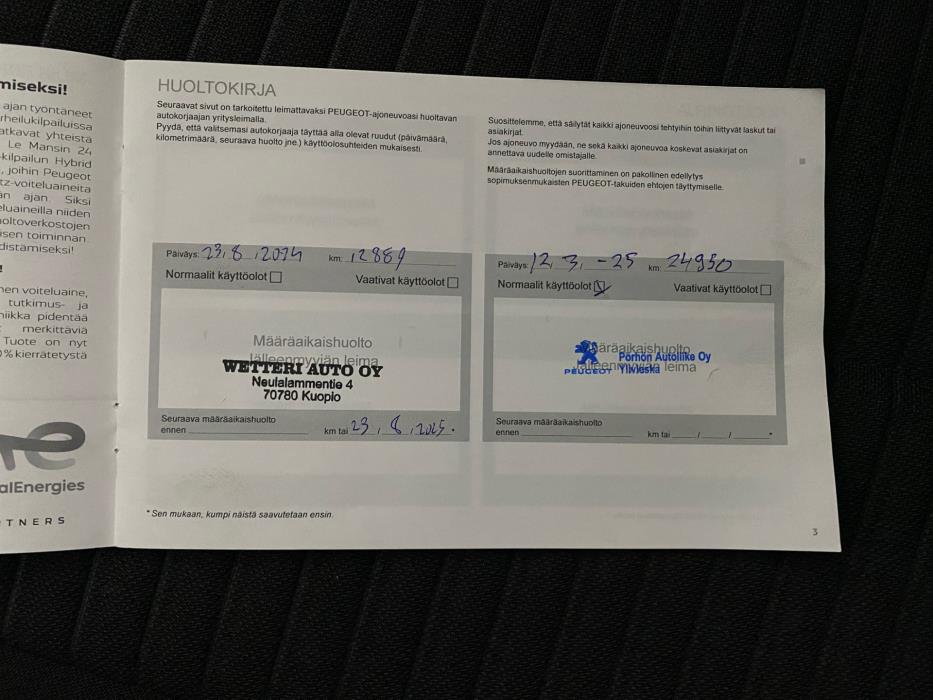 miseksi!
ajan työntäneet
rheilukilpailuissa
atkavat yhteistä
Le Mansin 24
-kilpailun Hybrid
, joihin Peugeot
tz-voiteluaineita
än ajan. Siksi
eluaineilla niiden
oltoverkostojen
isen toiminnan
distämiseksi!
!
nen voiteluaine,
tutkimus- ja
niikka pidentää
merkittäviä
Tuote on nyt
0% kierrätetystä
alEnergies
TNERS
HUOLTOKIRJA
Seuraavat sivut on tarkoitettu leimattavaksi PEUGEOT-ajoneuvoasi huoltavan
autokorjaajan yritysleimalla.
Pyydä, että valitsemasi autokorjaaja täyttää alla olevat ruudut (päivämäärä,
kilometrimäärä, seuraava huolto jne.) käyttöolosuhteiden mukaisesti.
Päiväys: 23,8,2024 km: 12889
Normaalit käyttöolot Vaativat käyttöolot
Määräaikaishuolto
Jälleenmyyjän leima
WETTERI AUTO OY
Neulalammentie 4
70780 Kuopio
Seuraava määräaikaishuolto
ennen km tai 23, 8, 2025.
* Sen mukaan, kumpi näistä saavutetaan ensin.
Suosittelemme, että säilytät kaikki ajoneuvoosi tehtyihin töihin liittyvät laskut tai
asiakirjat.
Jos ajoneuvo myydään, ne sekä kaikki ajoneuvoa koskevat asiakirjat on
annettava uudelle omistajalle.
Määräaikaishuoltojen suorittaminen on pakollinen edellytys
sopimuksenmukaisten PEUGEOT-takuiden ehtojen täyttymiselle.
Päiväys: 12, 3, -25 km: 24950
Normaalit käyttöolot Vaativat käyttöolot
Määräaikaishuolto
Jälleenmyyjän leima
Porhon Autoliike Oy
PEUGEOT Ylivieska
Seuraava määräaikaishuolto
ennen km tai / / *
3